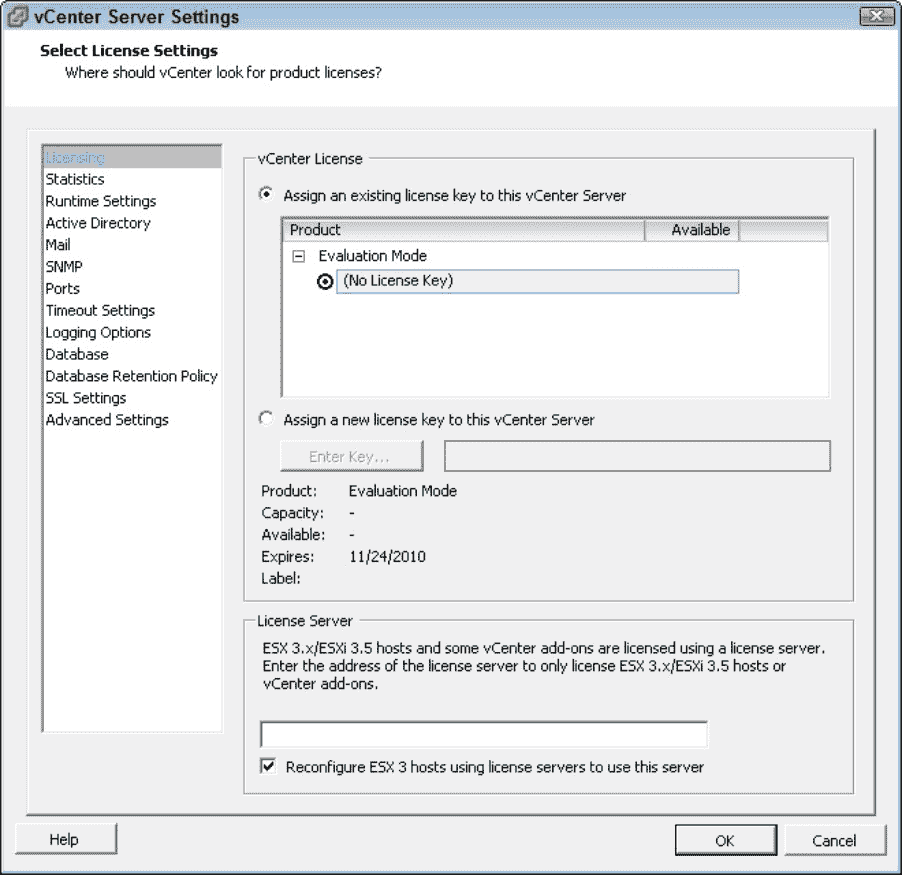 vCenter Server Settings
Select License Settings
Where should vCenter look for product licenses?
Licensing
Statistics
Runtime Settings
Active Directory
Mail
SNMP
Ports
Timeout Settings
Logging Options
Database
Database Retention Policy
SSL Settings
Advanced Settings
vCenter License
Assign an existing license key to this vCenter Server
Product Available
Evaluation Mode
(No License Key)
Assign a new license key to this vCenter Server
Enter Key...
Product: Evaluation Mode
Capacity: -
Available: -
Expires: 11/24/2010
Label:
License Server
ESX 3.x/ESXi 3.5 hosts and some vCenter add-ons are licensed using a license server.
Enter the address of the license server to only license ESX 3.x/ESXi 3.5 hosts or
vCenter add-ons.
Reconfigure ESX 3 hosts using license servers to use this server
Help OK Cancel